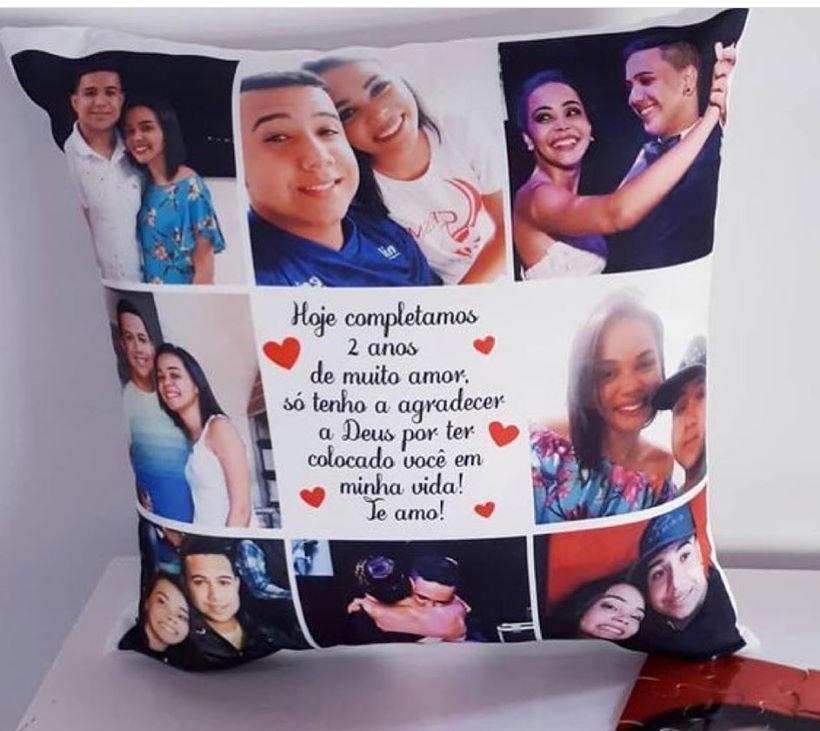 Hoje completamos
2 anos
de muito amor,
só tenho a agradecer
a Deus por ter
colocado você em
minha vida!
Te amo!